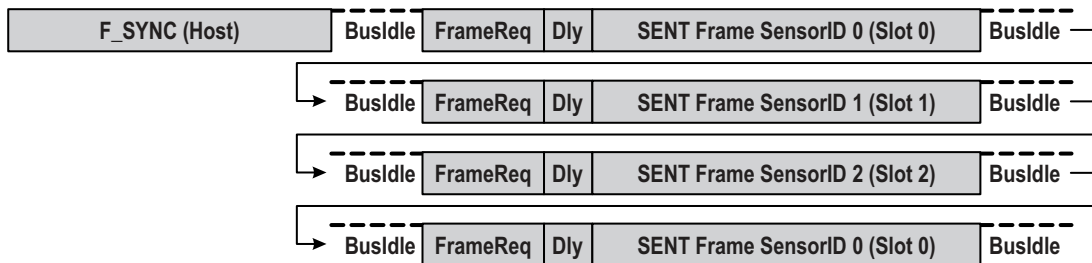 F_SYNC (Host) BusIdle FrameReq Dly SENT Frame SensorID 0 (Slot 0) BusIdle
BusIdle FrameReq Dly SENT Frame SensorID 1 (Slot 1) BusIdle
BusIdle FrameReq Dly SENT Frame SensorID 2 (Slot 2) BusIdle
BusIdle FrameReq Dly SENT Frame SensorID 0 (Slot 0) BusIdle